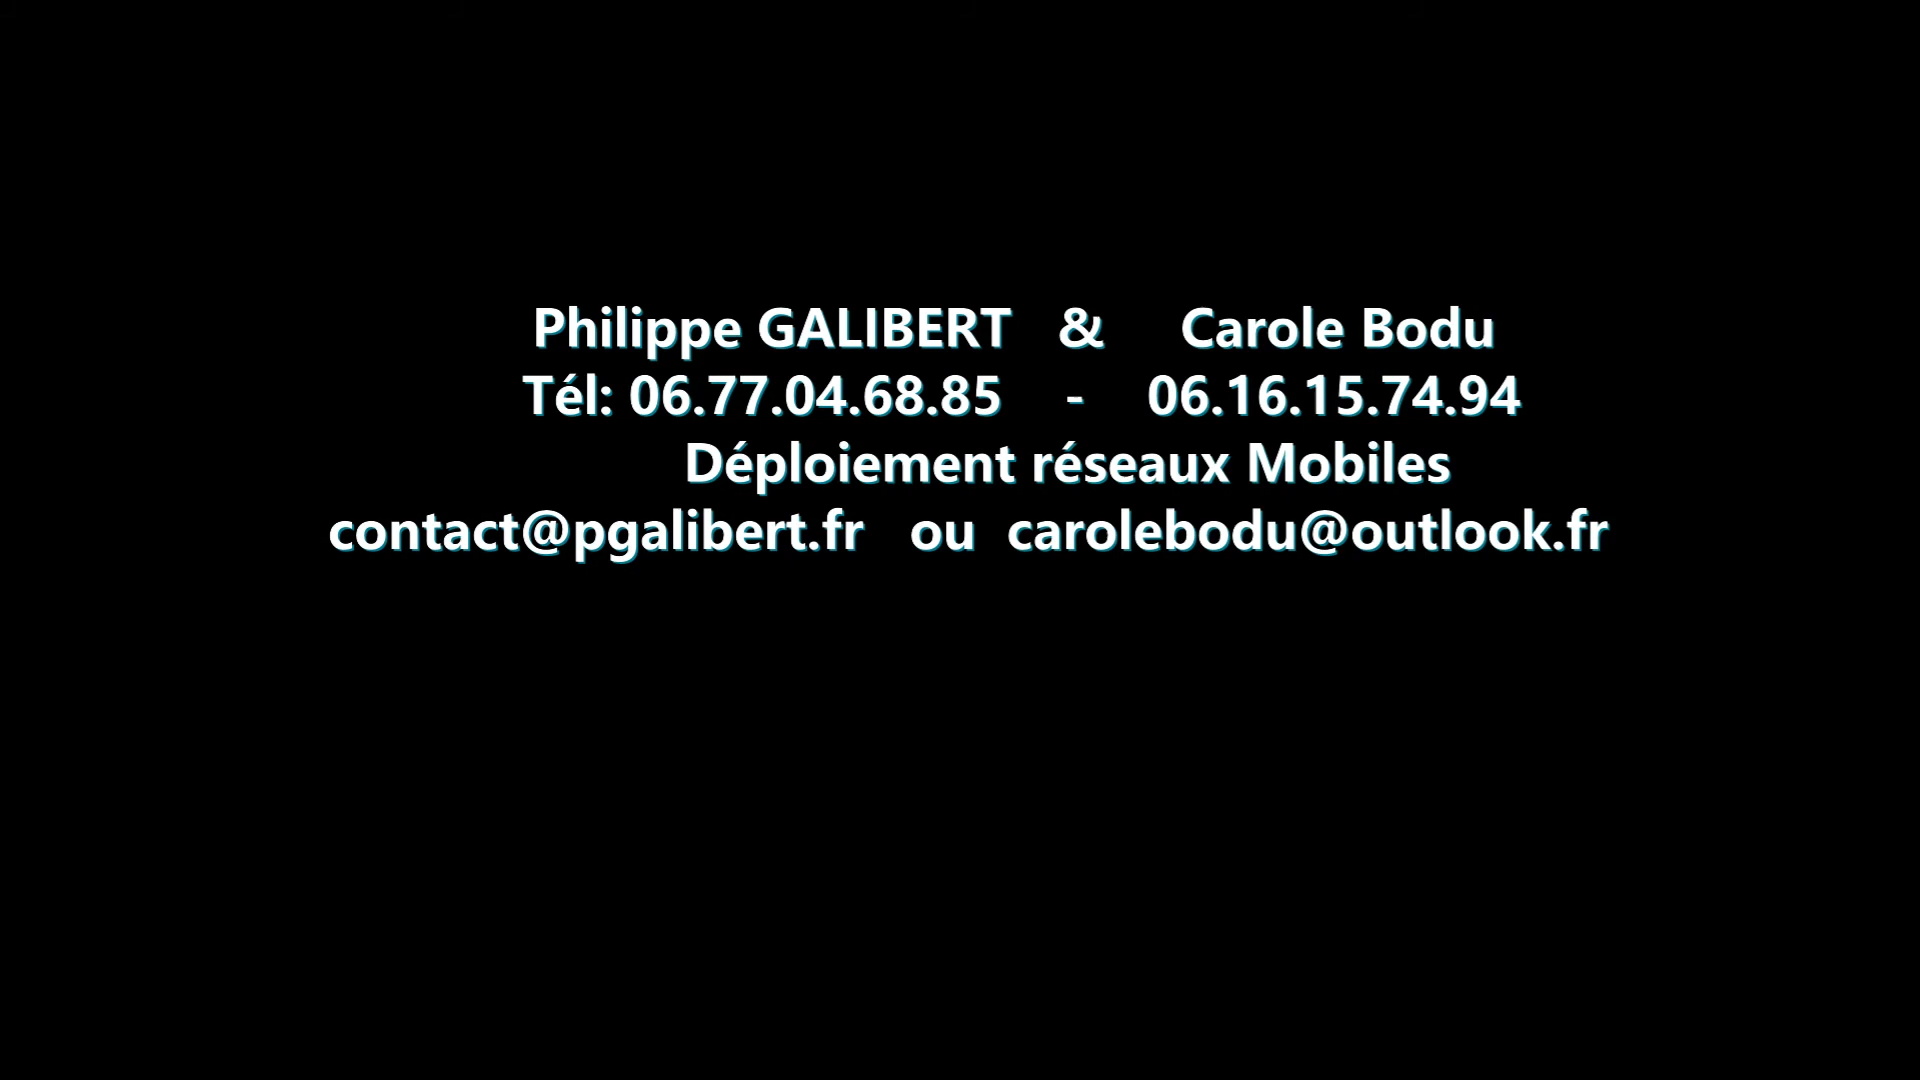 Philippe GALIBERT & Carole Bodu
Tél: 06.77.04.68.85 - 06.16.15.74.94
Déploiement réseaux Mobiles
contact@pgalibert.fr ou carolebodu@outlook.fr